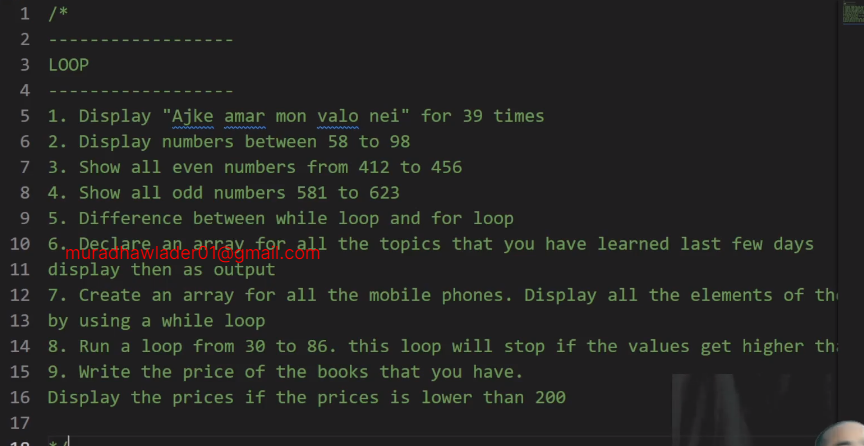 1 /*
2 ------------------
3 LOOP
4 ------------------
5 1. Display "Ajke amar mon valo nei" for 39 times
6 2. Display numbers between 58 to 98
7 3. Show all even numbers from 412 to 456
8 4. Show all odd numbers 581 to 623
9 5. Difference between while loop and for loop
10 6. Declare an array for all the topics that you have learned last few days
muradhawlader01@gmail.com
11 display then as output
12 7. Create an array for all the mobile phones. Display all the elements of
13 by using a while loop
14 8. Run a loop from 30 to 86. this loop will stop if the values get higher
15 9. Write the price of the books that you have.
16 Display the prices if the prices is lower than 200
17
18 */